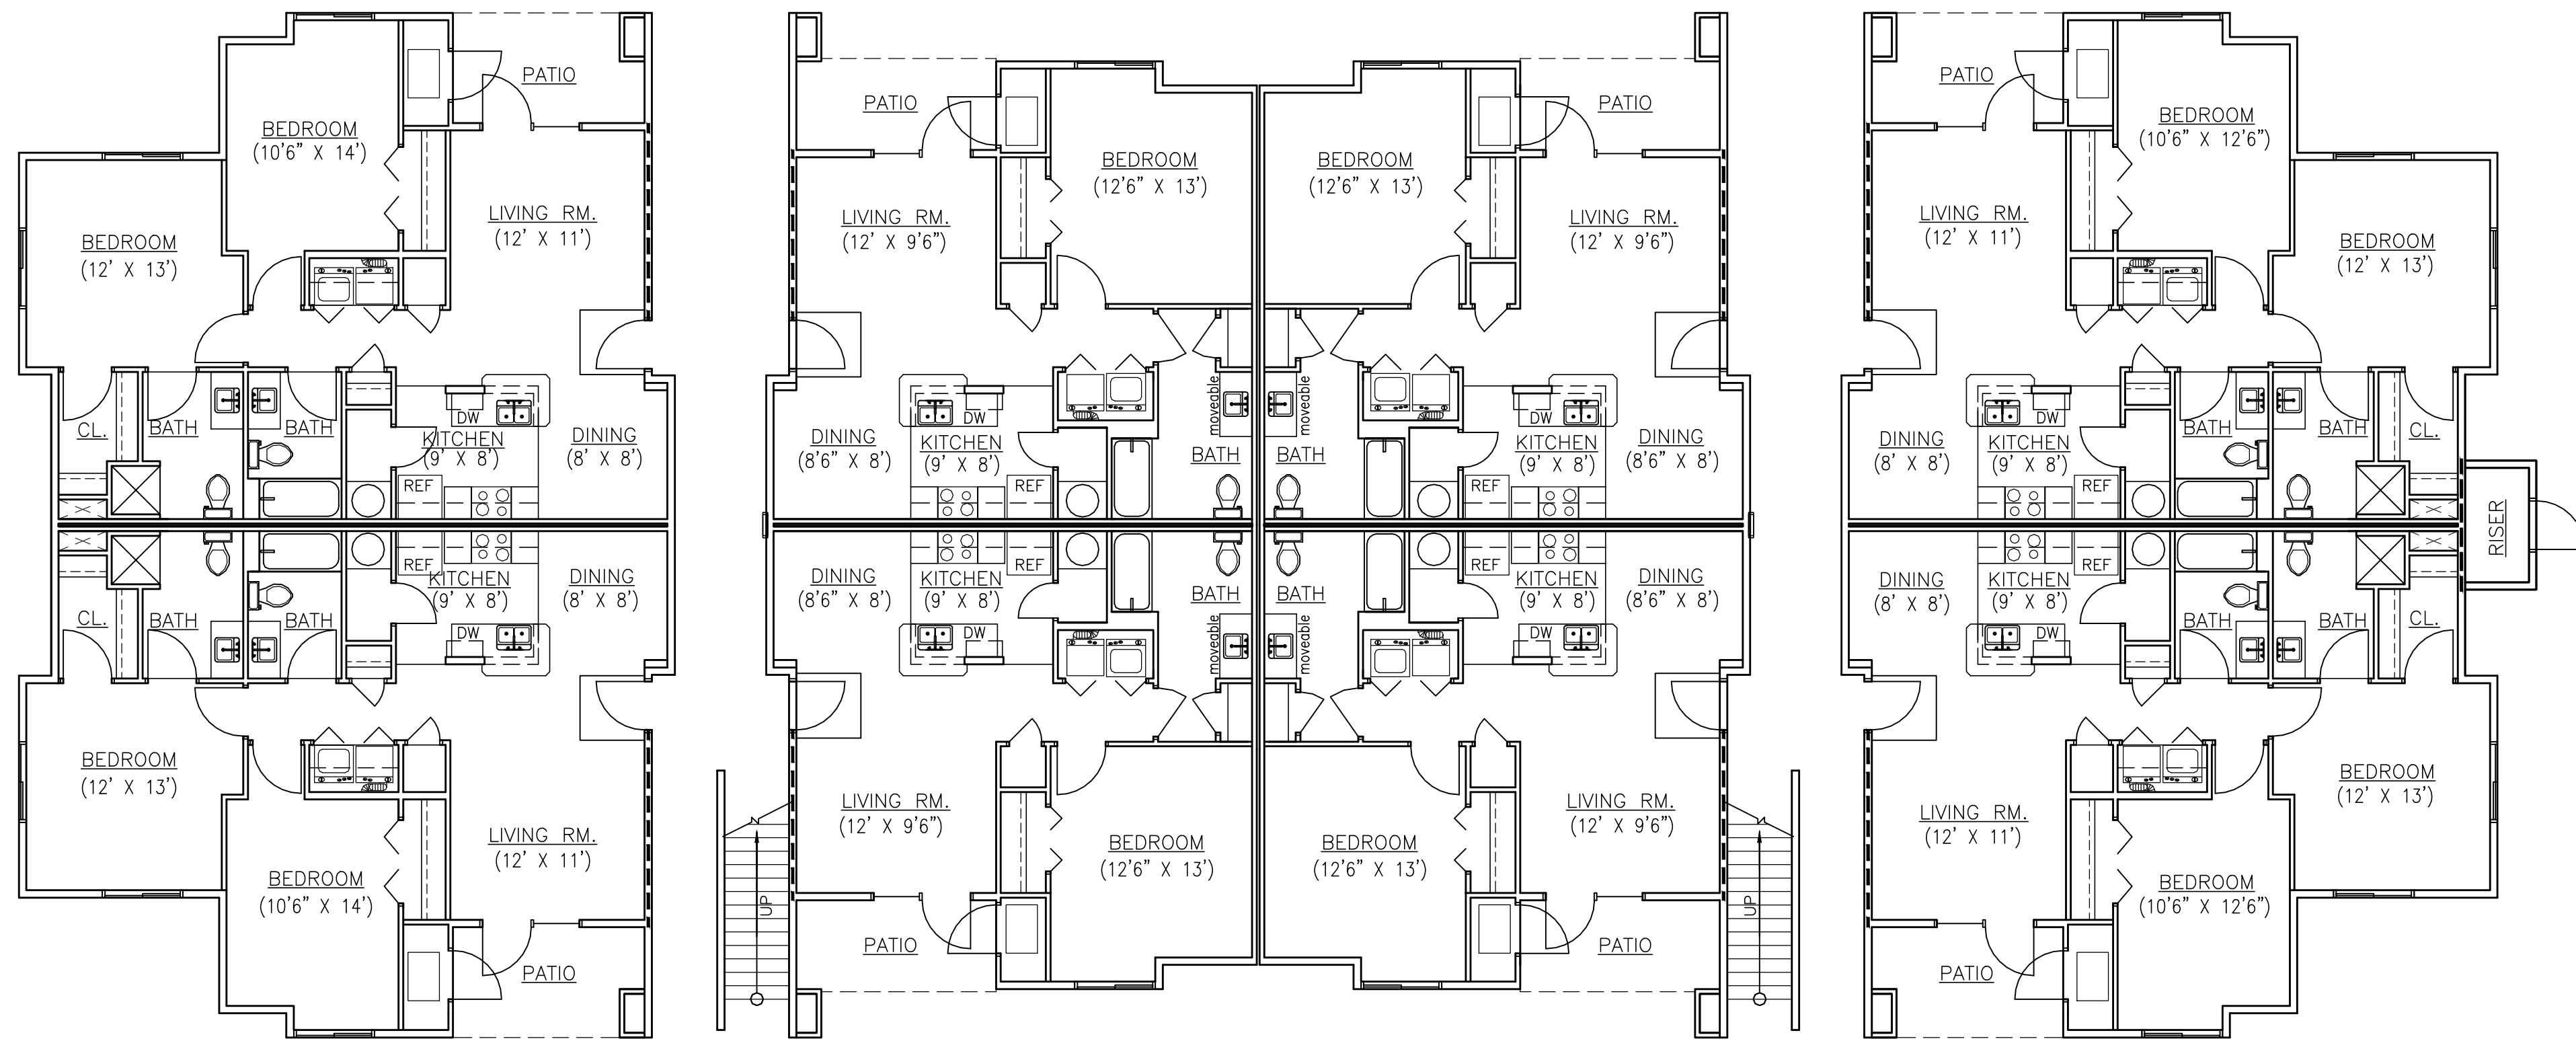 PATIO
BEDROOM
(10'6" X 14')
LIVING RM.
(12' X 11')
BEDROOM
(12' X 13')
CL.
BATH
BATH
DW
KITCHEN
(9' X 8')
DINING
(8' X 8')
REF
REF
KITCHEN
(9' X 8')
DINING
(8' X 8')
DW
CL.
BATH
BATH
BEDROOM
(12' X 13')
LIVING RM.
(12' X 11')
BEDROOM
(10'6" X 14')
PATIO
PATIO
BEDROOM
(12'6" X 13')
LIVING RM.
(12' X 9'6")
moveable
DW
DINING
(8'6" X 8')
KITCHEN
(9' X 8')
BATH
REF
REF
DINING
(8'6" X 8')
KITCHEN
(9' X 8')
BATH
DW
moveable
LIVING RM.
(12' X 9'6")
BEDROOM
(12'6" X 13')
UP
PATIO
PATIO
BEDROOM
(12'6" X 13')
LIVING RM.
(12' X 9'6")
moveable
DW
BATH
KITCHEN
(9' X 8')
DINING
(8'6" X 8')
REF
REF
BATH
KITCHEN
(9' X 8')
DINING
(8'6" X 8')
DW
moveable
LIVING RM.
(12' X 9'6")
BEDROOM
(12'6" X 13')
UP
PATIO
PATIO
BEDROOM
(10'6" X 12'6")
LIVING RM.
(12' X 11')
BEDROOM
(12' X 13')
DW
DINING
(8' X 8')
KITCHEN
(9' X 8')
BATH
BATH
CL.
REF
REF
RISER
DINING
(8' X 8')
KITCHEN
(9' X 8')
DW
BATH
BATH
CL.
BEDROOM
(12' X 13')
LIVING RM.
(12' X 11')
BEDROOM
(10'6" X 12'6")
PATIO